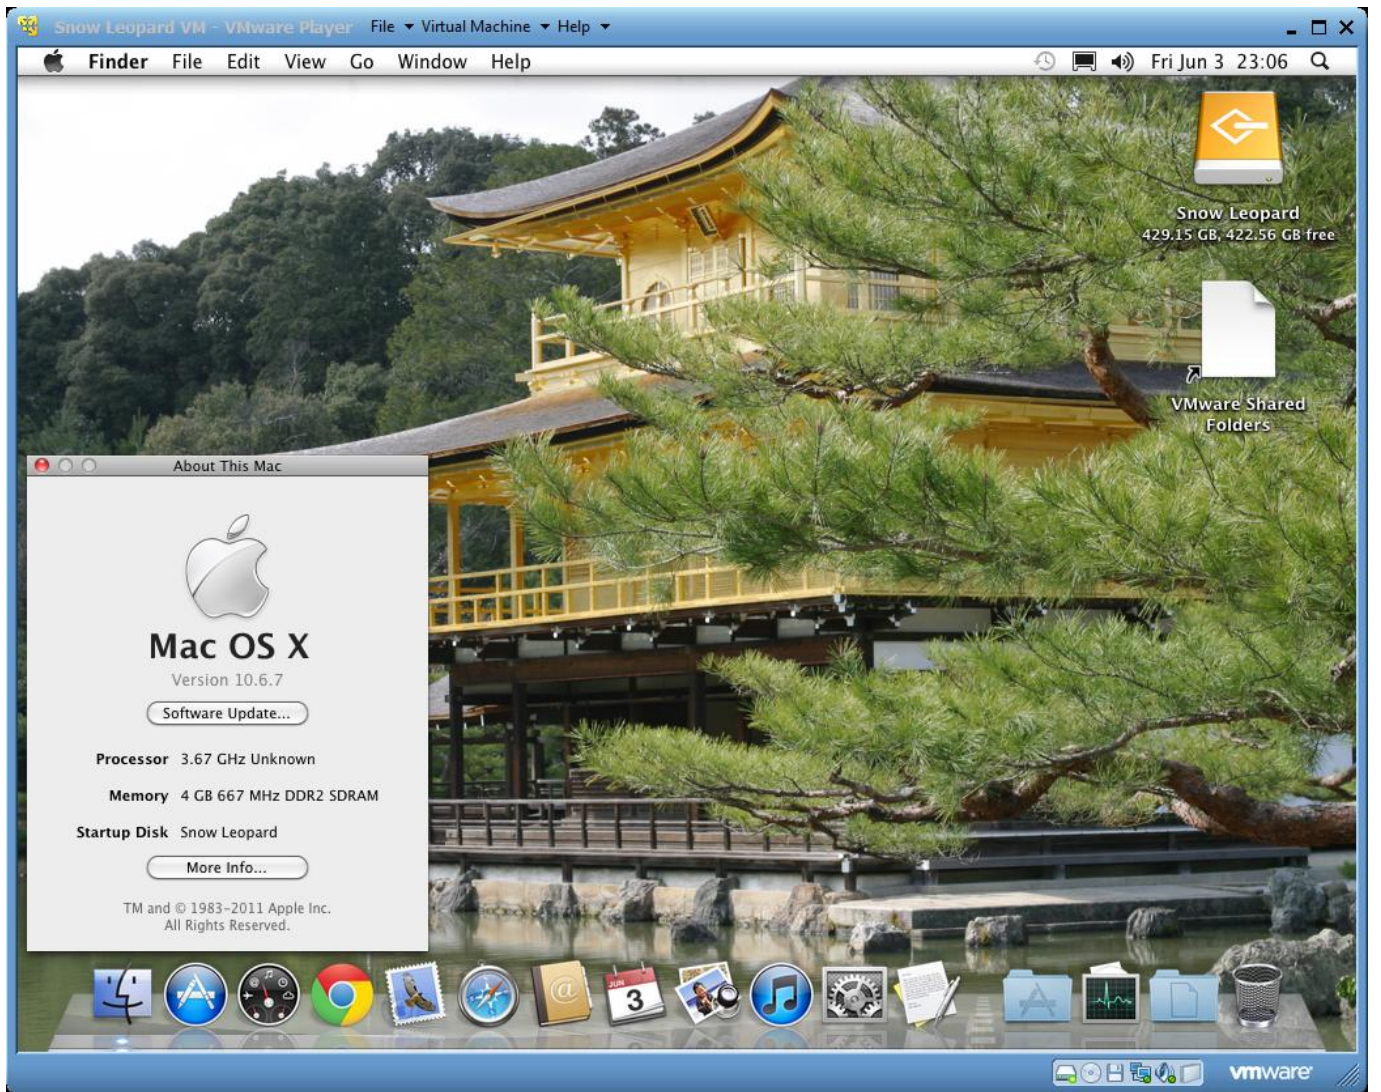 Snow Leopard VM - VMware Player File Virtual Machine Help
Finder File Edit View Go Window Help Fri Jun 3 23:06
Snow Leopard
429.15 GB, 422.56 GB free
VMware Shared
Folders
About This Mac
Mac OS X
Version 10.6.7
Software Update...
Processor 3.67 GHz Unknown
Memory 4 GB 667 MHz DDR2 SDRAM
Startup Disk Snow Leopard
More Info...
TM and © 1983-2011 Apple Inc.
All Rights Reserved.
@
JUN
3
vmware